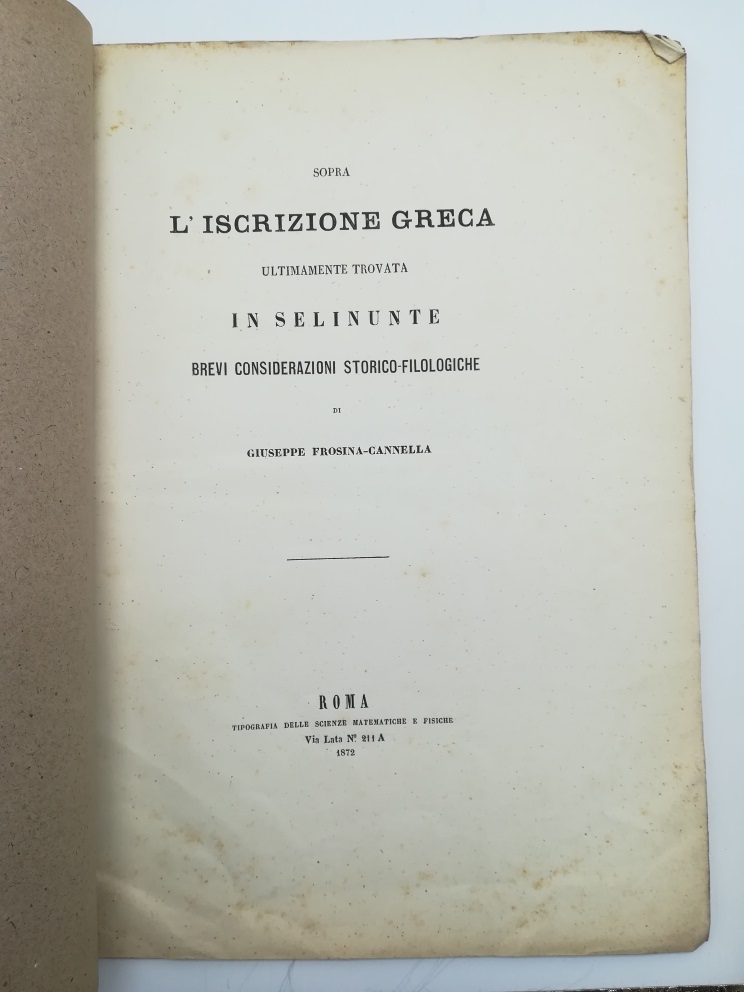 SOPRA
L' ISCRIZIONE GRECA
ULTIMAMENTE TROVATA
IN SELINUNTE
BREVI CONSIDERAZIONI STORICO-FILOLOGICHE
DI
GIUSEPPE FROSINA-CANNELLA
ROMA
TIPOGRAFIA DELLE SCIENZE MATEMATICHE E FISICHE
Via Lata Nº. 211 A
1872